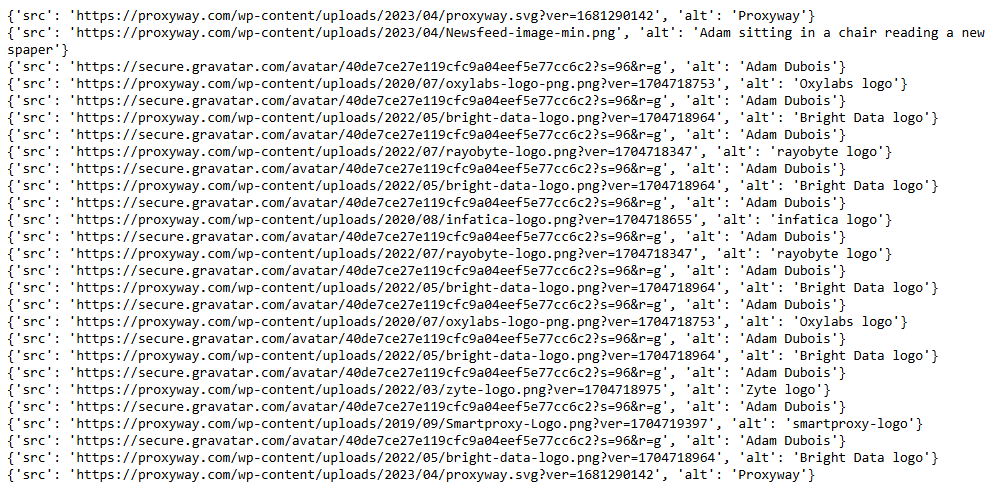 {'src': 'https://proxyway.com/wp-content/uploads/2023/04/proxyway.svg?ver=1681290142', 'alt': 'Proxyway'}
{'src': 'https://proxyway.com/wp-content/uploads/2023/04/Newsfeed-image-min.png', 'alt': 'Adam sitting in a chair reading a new
spaper'}
{'src': 'https://secure.gravatar.com/avatar/40de7ce27e119cfc9a04eef5e77cc6c2?s=96&r=g', 'alt': 'Adam Dubois'}
{'src': 'https://proxyway.com/wp-content/uploads/2020/07/oxylabs-logo-png.png?ver=1704718753', 'alt': 'Oxylabs logo'}
{'src': 'https://secure.gravatar.com/avatar/40de7ce27e119cfc9a04eef5e77cc6c2?s=96&r=g', 'alt': 'Adam Dubois'}
{'src': 'https://proxyway.com/wp-content/uploads/2022/05/bright-data-logo.png?ver=1704718964', 'alt': 'Bright Data logo'}
{'src': 'https://secure.gravatar.com/avatar/40de7ce27e119cfc9a04eef5e77cc6c2?s=96&r=g', 'alt': 'Adam Dubois'}
{'src': 'https://proxyway.com/wp-content/uploads/2022/07/rayobyte-logo.png?ver=1704718347', 'alt': 'rayobyte logo'}
{'src': 'https://secure.gravatar.com/avatar/40de7ce27e119cfc9a04eef5e77cc6c2?s=96&r=g', 'alt': 'Adam Dubois'}
{'src': 'https://proxyway.com/wp-content/uploads/2022/05/bright-data-logo.png?ver=1704718964', 'alt': 'Bright Data logo'}
{'src': 'https://secure.gravatar.com/avatar/40de7ce27e119cfc9a04eef5e77cc6c2?s=96&r=g', 'alt': 'Adam Dubois'}
{'src': 'https://proxyway.com/wp-content/uploads/2020/08/infatica-logo.png?ver=1704718655', 'alt': 'infatica logo'}
{'src': 'https://secure.gravatar.com/avatar/40de7ce27e119cfc9a04eef5e77cc6c2?s=96&r=g', 'alt': 'Adam Dubois'}
{'src': 'https://proxyway.com/wp-content/uploads/2022/07/rayobyte-logo.png?ver=1704718347', 'alt': 'rayobyte logo'}
{'src': 'https://secure.gravatar.com/avatar/40de7ce27e119cfc9a04eef5e77cc6c2?s=96&r=g', 'alt': 'Adam Dubois'}
{'src': 'https://proxyway.com/wp-content/uploads/2022/05/bright-data-logo.png?ver=1704718964', 'alt': 'Bright Data logo'}
{'src': 'https://secure.gravatar.com/avatar/40de7ce27e119cfc9a04eef5e77cc6c2?s=96&r=g', 'alt': 'Adam Dubois'}
{'src': 'https://proxyway.com/wp-content/uploads/2020/07/oxylabs-logo-png.png?ver=1704718753', 'alt': 'Oxylabs logo'}
{'src': 'https://secure.gravatar.com/avatar/40de7ce27e119cfc9a04eef5e77cc6c2?s=96&r=g', 'alt': 'Adam Dubois'}
{'src': 'https://proxyway.com/wp-content/uploads/2022/05/bright-data-logo.png?ver=1704718964', 'alt': 'Bright Data logo'}
{'src': 'https://secure.gravatar.com/avatar/40de7ce27e119cfc9a04eef5e77cc6c2?s=96&r=g', 'alt': 'Adam Dubois'}
{'src': 'https://proxyway.com/wp-content/uploads/2022/03/zyte-logo.png?ver=1704718975', 'alt': 'Zyte logo'}
{'src': 'https://secure.gravatar.com/avatar/40de7ce27e119cfc9a04eef5e77cc6c2?s=96&r=g', 'alt': 'Adam Dubois'}
{'src': 'https://proxyway.com/wp-content/uploads/2019/09/Smartproxy-Logo.png?ver=1704719397', 'alt': 'smartproxy-logo'}
{'src': 'https://secure.gravatar.com/avatar/40de7ce27e119cfc9a04eef5e77cc6c2?s=96&r=g', 'alt': 'Adam Dubois'}
{'src': 'https://proxyway.com/wp-content/uploads/2022/05/bright-data-logo.png?ver=1704718964', 'alt': 'Bright Data logo'}
{'src': 'https://proxyway.com/wp-content/uploads/2023/04/proxyway.svg?ver=1681290142', 'alt': 'Proxyway'}